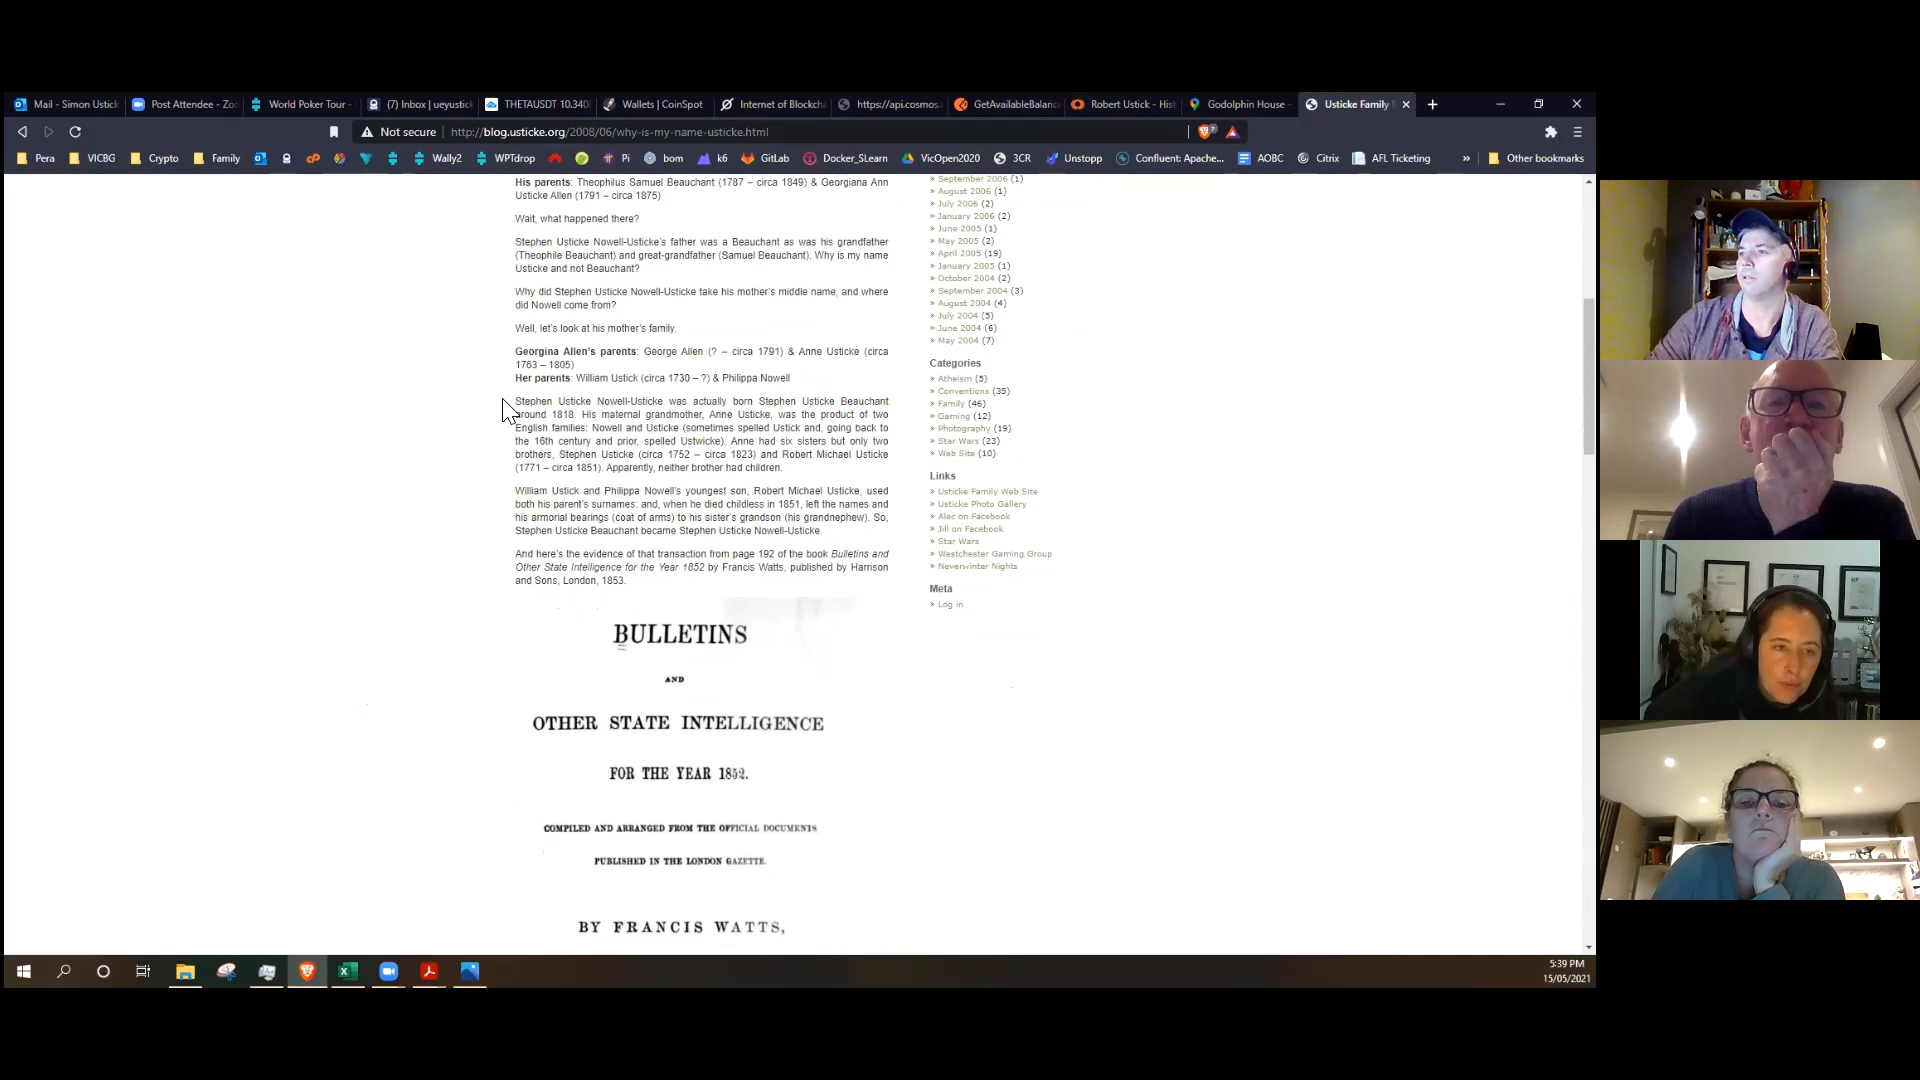 Mail - Simon Ustick
Post Attendee - Zo
World Poker Tour -
(7) Inbox | ueyustick
THETAUSDT 10.340
Wallets | CoinSpot
Internet of Blockcha
https://api.cosmos.
GetAvailableBalanc
Robert Ustick - Hist
Godolphin House -
Usticke Family
Not secure
http://blog.usticke.org/2008/06/why-is-my-name-usticke.html
Pera
VICBG
Crypto
Family
Wally2
WPTdrop
Pi
bom
k6
GitLab
Docker_SLearn
VicOpen2020
3CR
Unstopp
Confluent: Apache...
AOBC
Citrix
AFL Ticketing
»
Other bookmarks
His parents: Theophilus Samuel Beauchant (1787 – circa 1849) & Georgiana Ann
Usticke Allen (1791 – circa 1875)
Wait, what happened there?
Stephen Usticke Nowell-Usticke's father was a Beauchant as was his grandfather
(Theophile Beauchant) and great-grandfather (Samuel Beauchant). Why is my name
Usticke and not Beauchant?
Why did Stephen Usticke Nowell-Usticke take his mother's middle name, and where
did Nowell come from?
Well, let's look at his mother's family.
Georgina Allen's parents: George Allen (? – circa 1791) & Anne Usticke (circa
1763 – 1805)
Her parents: William Ustick (circa 1730 – ?) & Philippa Nowell
Stephen Usticke Nowell-Usticke was actually born Stephen Usticke Beauchant
around 1818. His maternal grandmother, Anne Usticke, was the product of two
English families: Nowell and Usticke (sometimes spelled Ustick and, going back to
the 16th century and prior, spelled Ustwicke). Anne had six sisters but only two
brothers, Stephen Usticke (circa 1752 – circa 1823) and Robert Michael Usticke
(1771 – circa 1851). Apparently, neither brother had children.
William Ustick and Philippa Nowell's youngest son, Robert Michael Usticke, used
both his parent's surnames; and, when he died childless in 1851, left the names and
his armorial bearings (coat of arms) to his sister's grandson (his grandnephew). So,
Stephen Usticke Beauchant became Stephen Usticke Nowell-Usticke.
And here's the evidence of that transaction from page 192 of the book Bulletins and
Other State Intelligence for the Year 1852 by Francis Watts, published by Harrison
and Sons, London, 1853.
BULLETINS
AND
OTHER STATE INTELLIGENCE
FOR THE YEAR 1852.
COMPILED AND ARRANGED FROM THE OFFICIAL DOCUMENTS
PUBLISHED IN THE LONDON GAZETTE.
BY FRANCIS WATTS,
» September 2006 (1)
» August 2006 (1)
» July 2006 (2)
» January 2006 (2)
» June 2005 (1)
» May 2005 (2)
» April 2005 (19)
» January 2005 (1)
» October 2004 (2)
» September 2004 (3)
» August 2004 (4)
» July 2004 (5)
» June 2004 (6)
» May 2004 (7)
Categories
» Atheism (5)
» Conventions (35)
» Family (46)
» Gaming (12)
» Photography (19)
» Star Wars (23)
» Web Site (10)
Links
» Usticke Family Web Site
» Usticke Photo Gallery
» Alec on Facebook
» Jill on Facebook
» Star Wars
» Westchester Gaming Group
» Neverwinter Nights
Meta
» Log in
5:39 PM
15/05/2021